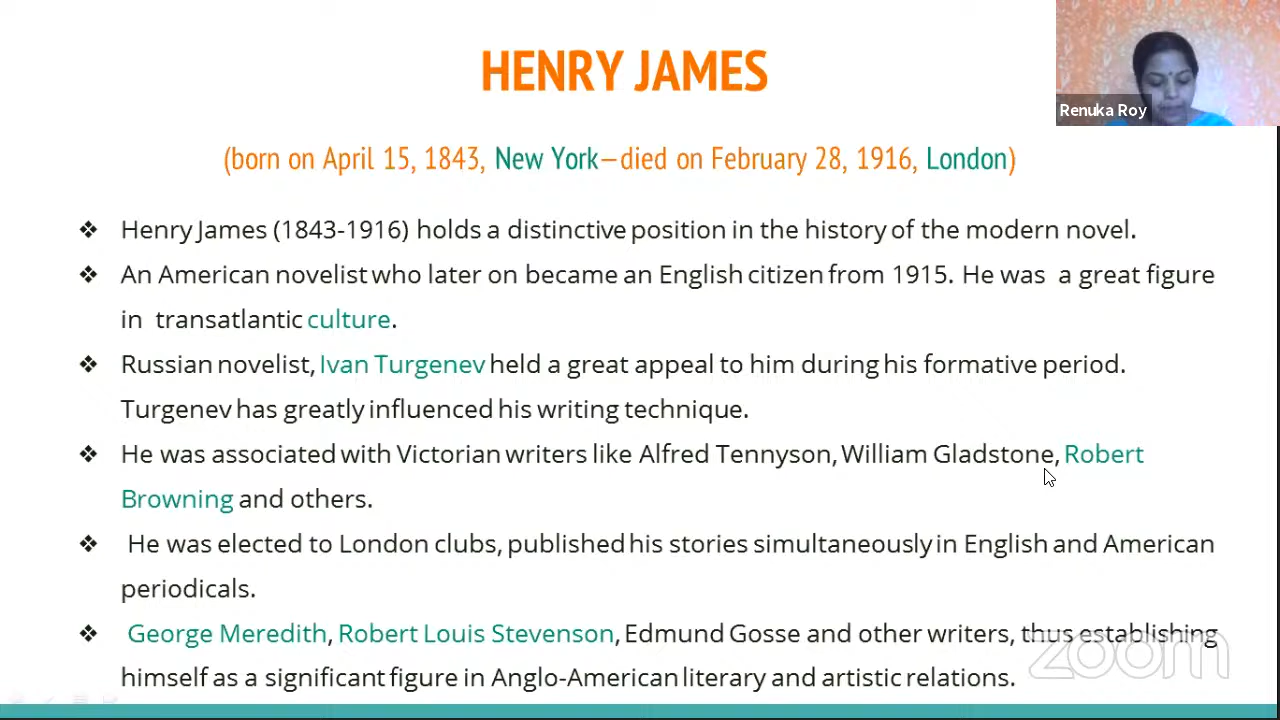 HENRY JAMES
Renuka Roy
(born on April 15, 1843, New York—died on February 28, 1916, London)
❖ Henry James (1843-1916) holds a distinctive position in the history of the modern novel.
❖ An American novelist who later on became an English citizen from 1915. He was a great figure
in transatlantic culture.
❖ Russian novelist, Ivan Turgenev held a great appeal to him during his formative period.
Turgenev has greatly influenced his writing technique.
❖ He was associated with Victorian writers like Alfred Tennyson, William Gladstone, Robert
Browning and others.
❖ He was elected to London clubs, published his stories simultaneously in English and American
periodicals.
❖ George Meredith, Robert Louis Stevenson, Edmund Gosse and other writers, thus establishing
himself as a significant figure in Anglo-American literary and artistic relations.
zoom